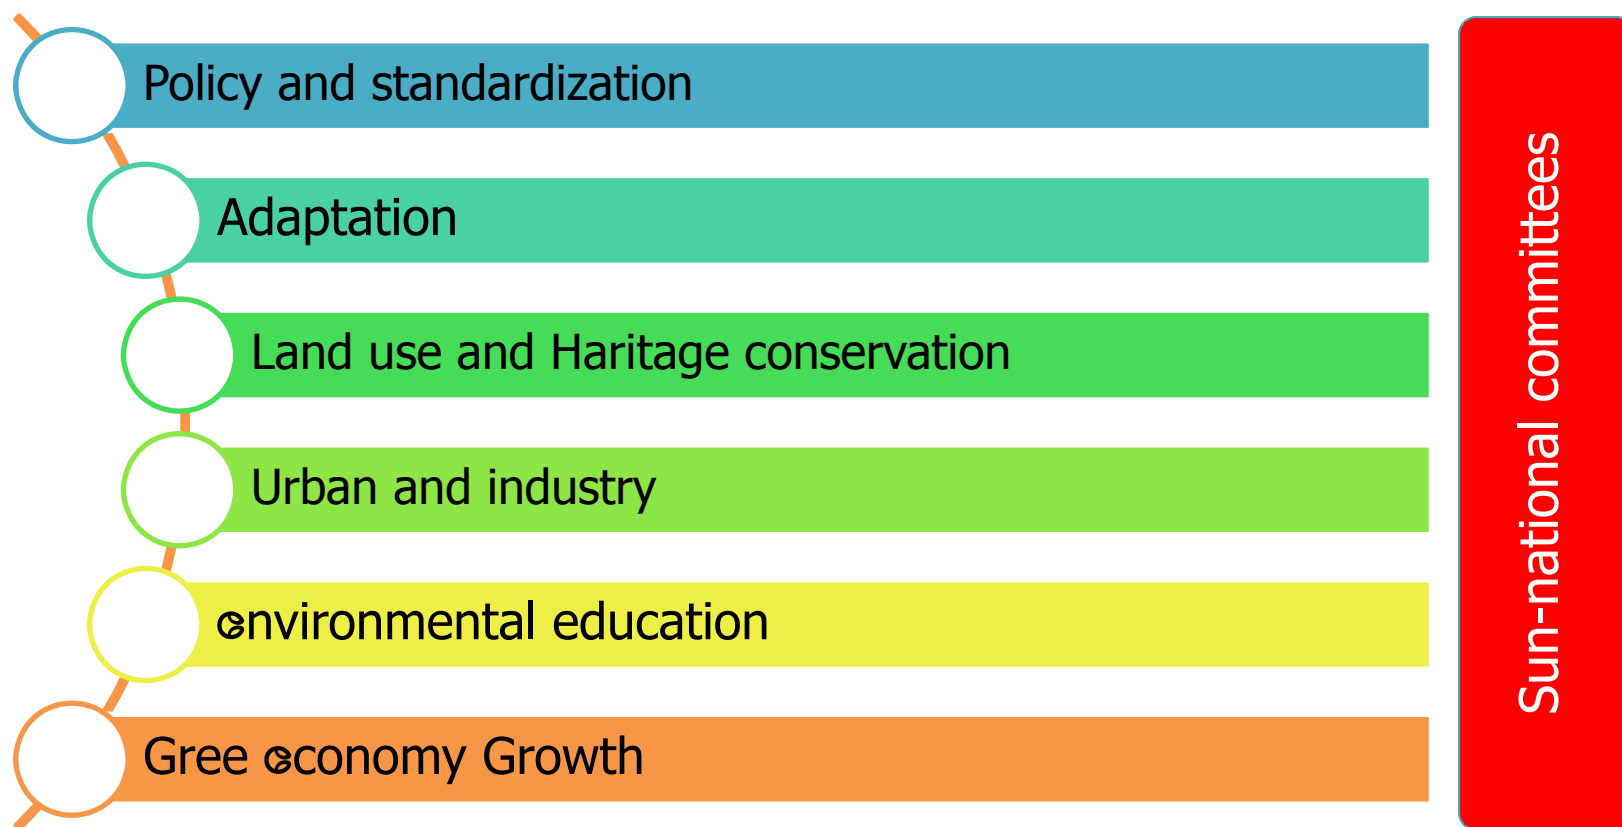 Policy and standardization
Adaptation
Land use and Haritage conservation
Urban and industry
environmental education
Gree economy Growth
Sun-national committees